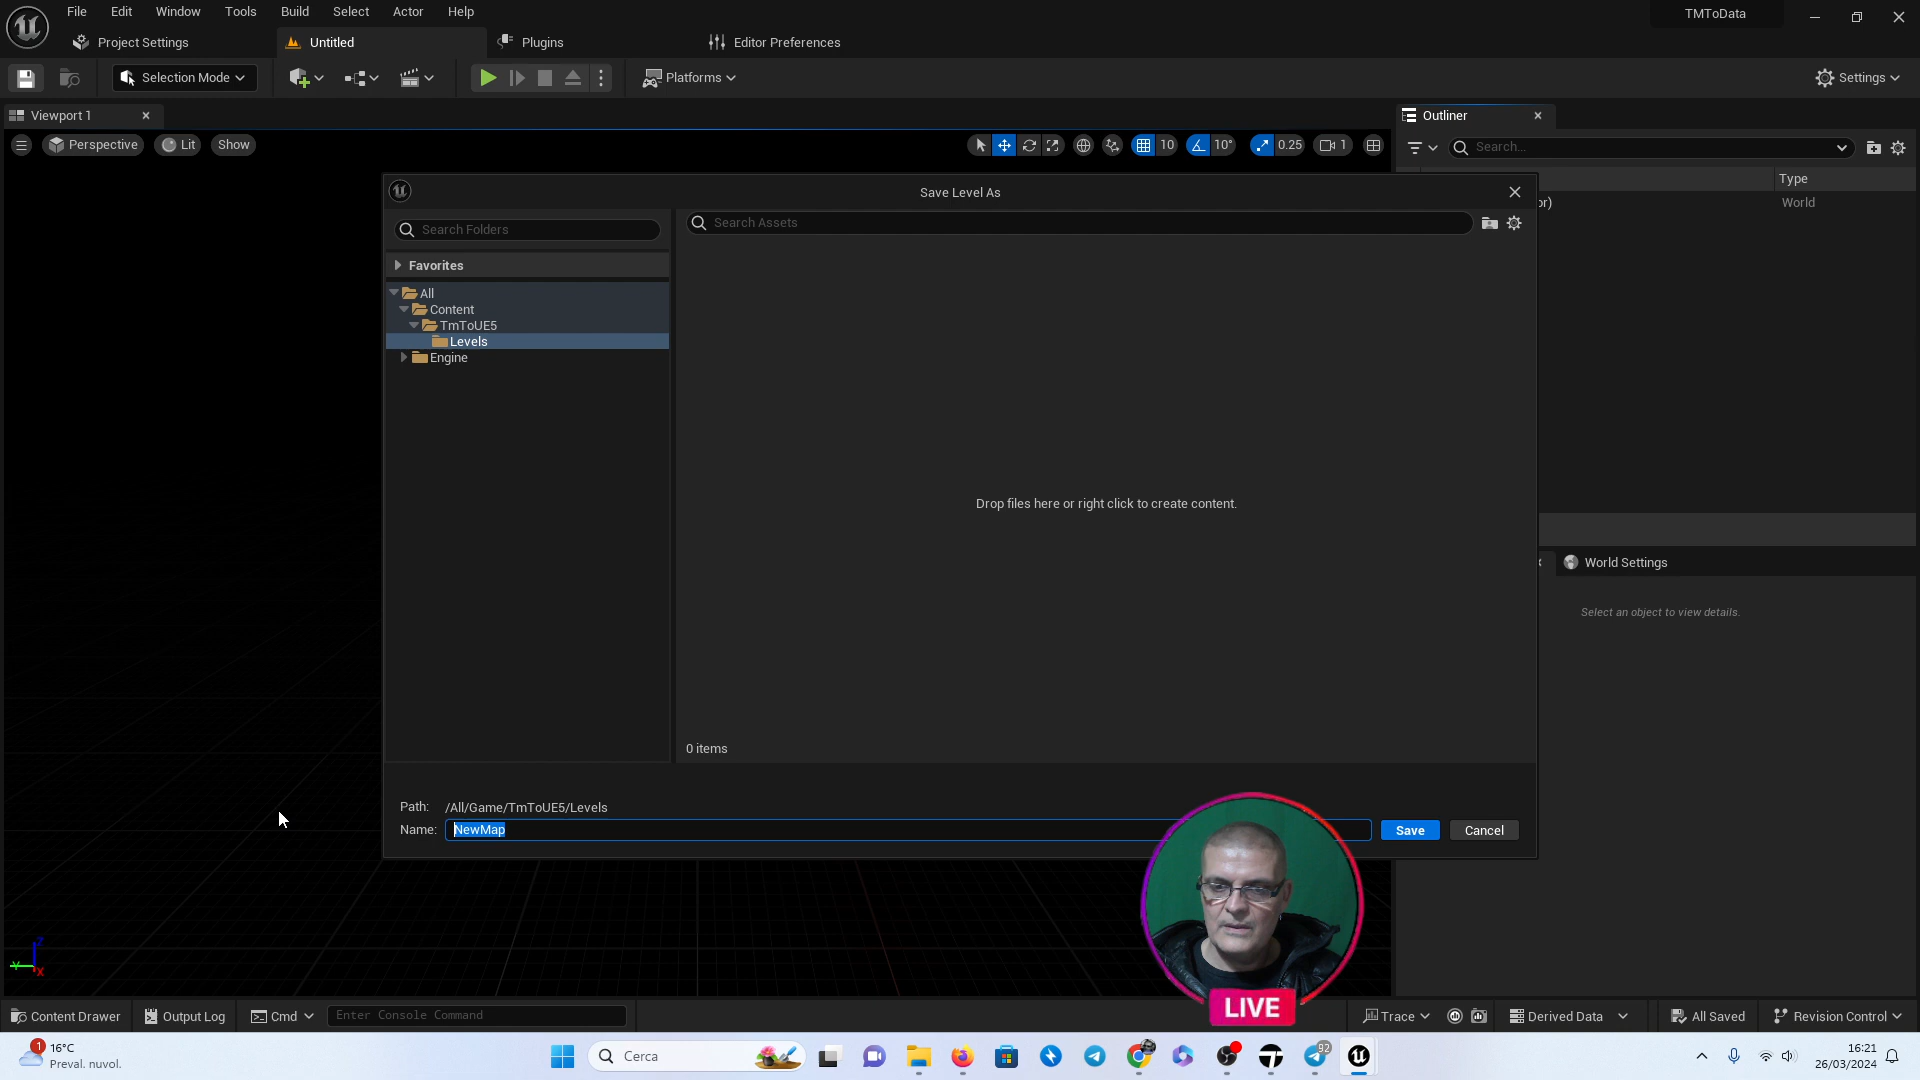 File Edit Window Tools Build Select Actor Help
TMToData
Project Settings
Untitled
Plugins
Editor Preferences
Selection Mode
Platforms
Settings
Viewport 1
Outliner
Perspective
Lit
Show
10
10°
0.25
1
Search...
Type
or)
World
Save Level As
Search Folders
Search Assets
Favorites
All
Content
TmToUE5
Levels
Engine
Drop files here or right click to create content.
World Settings
Select an object to view details.
0 items
Path: /All/Game/TmToUE5/Levels
Name: NewMap
Save
Cancel
Z
Y
X
LIVE
Content Drawer
Output Log
Cmd
Enter Console Command
Trace
Derived Data
All Saved
Revision Control
1
16°C
Preval. nuvol.
Cerca
92
16:21
26/03/2024